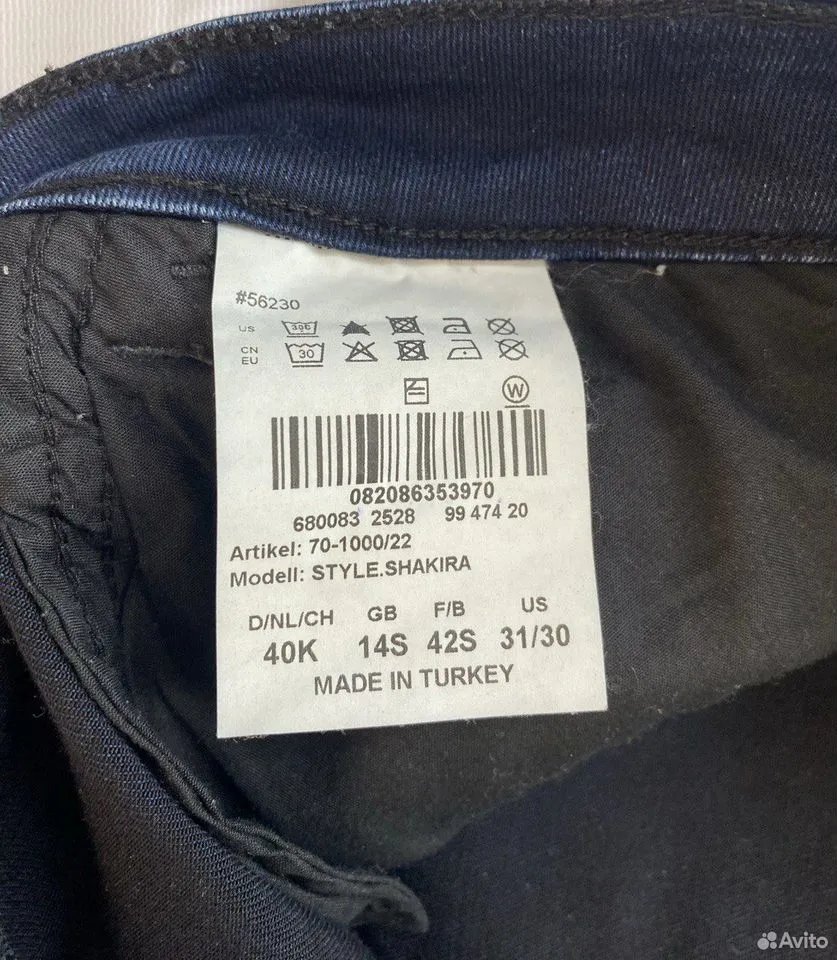 #56230
US
CN
EU
30
W
082086353970
680083 2528 99 474 20
Artikel: 70-1000/22
Modell: STYLE.SHAKIRA
D/NL/CH GB F/B US
40K 14S 42S 31/30
MADE IN TURKEY
Avito